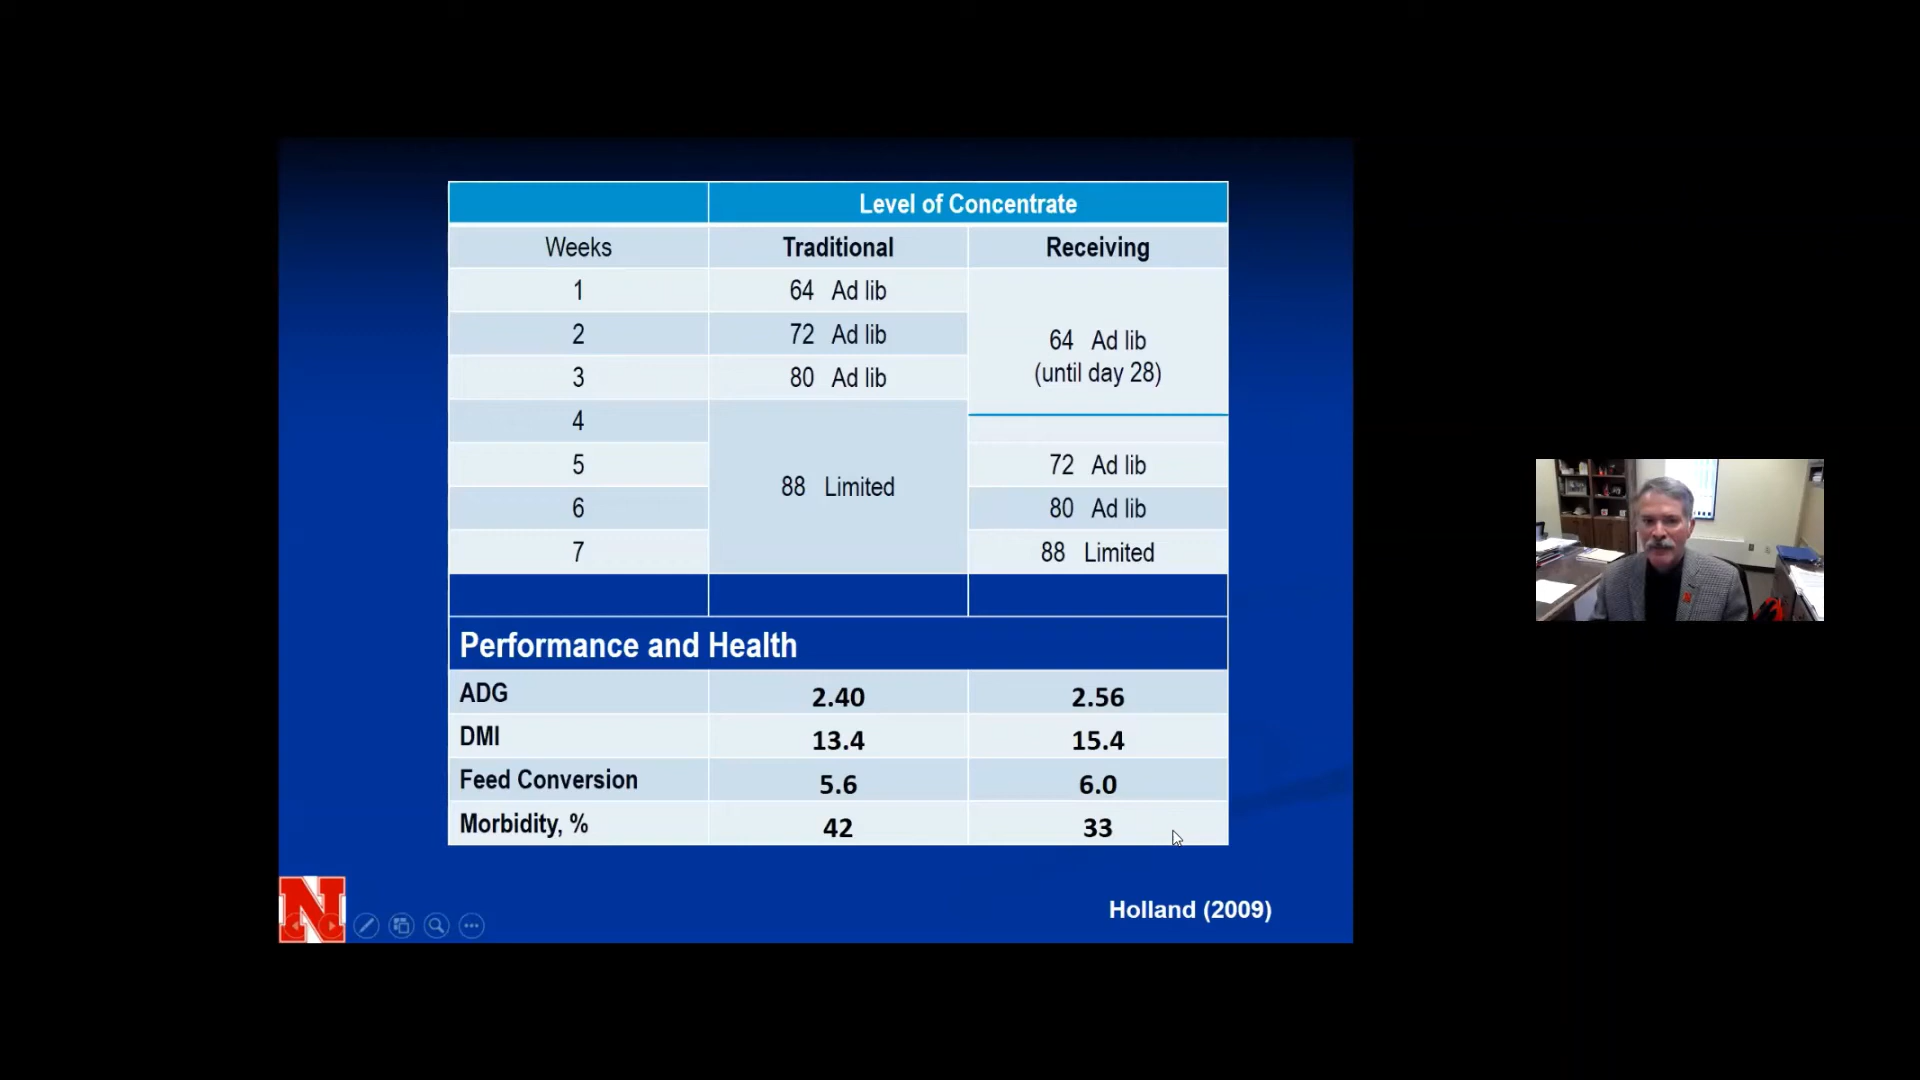 Level of Concentrate
Weeks Traditional Receiving
1 64 Ad lib
2 72 Ad lib
3 80 Ad lib
64 Ad lib
(until day 28)
4
88 Limited
5 72 Ad lib
6 80 Ad lib
7 88 Limited
Performance and Health
ADG 2.40 2.56
DMI 13.4 15.4
Feed Conversion 5.6 6.0
Morbidity, % 42 33
N
Holland (2009)